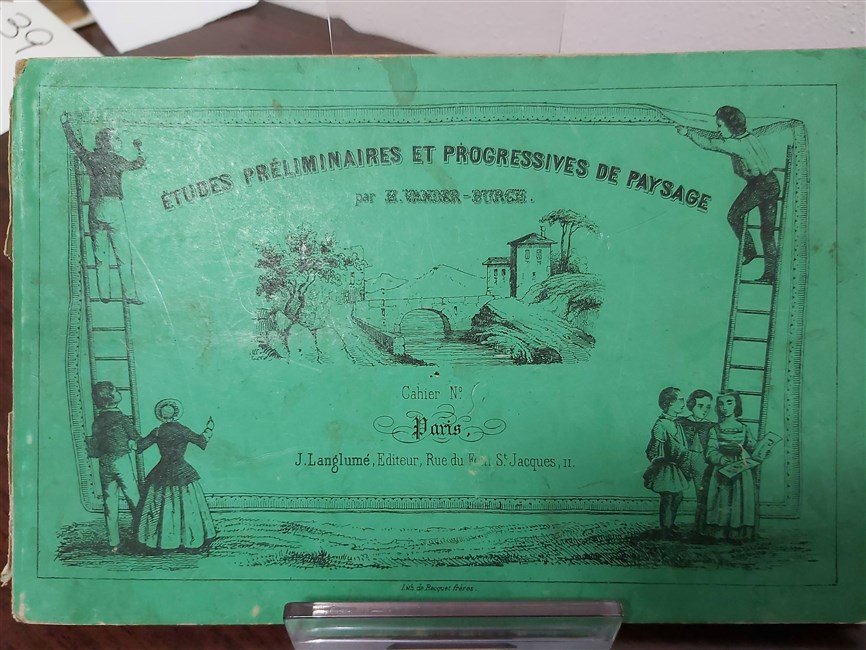 39
ÉTUDES PRÉLIMINAIRES ET PROGRESSIVES DE PAYSAGE
par H. VANDER-BURCH.
Cahier Nº
Paris,
J. Langlumé, Editeur, Rue du St. Jacques, 11.
Lith. de Becquet frères.